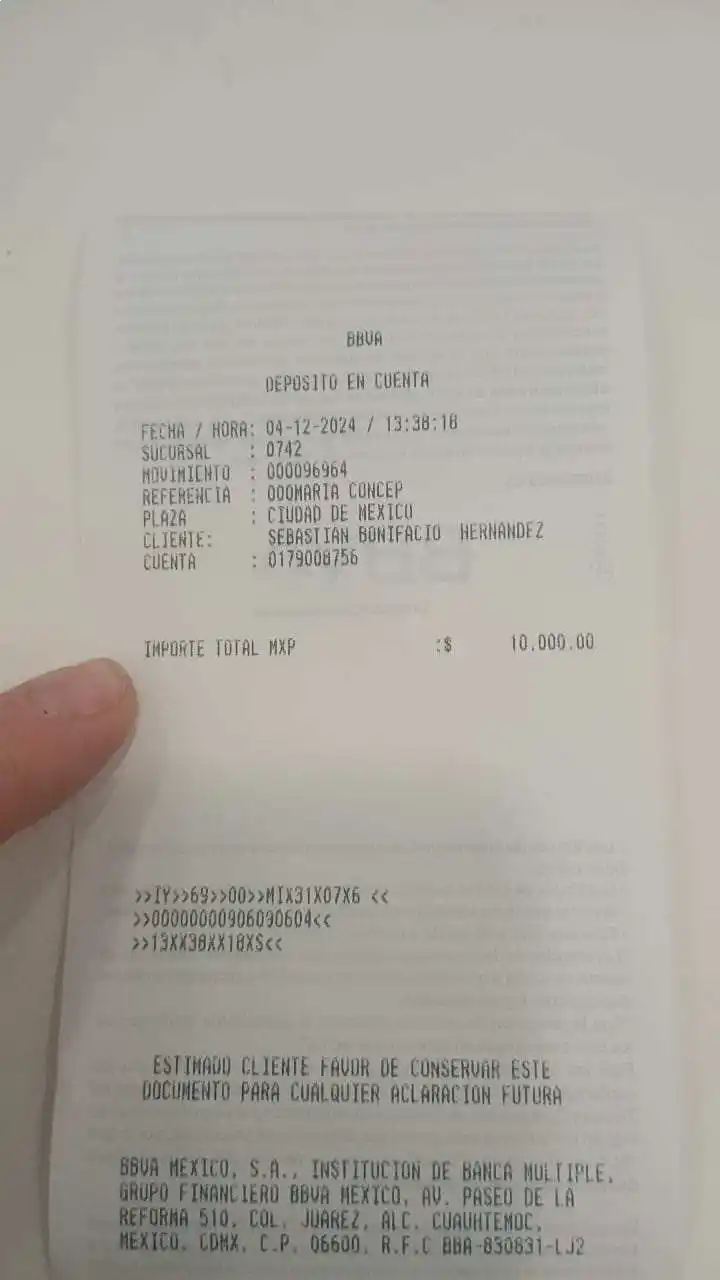 BBVA
DEPOSITO EN CUENTA
FECHA / HORA: 04-12-2024 / 13:38:18
SUCURSAL : 0742
MOVIMIENTO : 000096964
REFERENCIA : 000MARIA CONCEP
PLAZA : CIUDAD DE MEXICO
CLIENTE: SEBASTIAN BONIFACIO HERNANDEZ
CUENTA : 0179008756
IMPORTE TOTAL MXP :$ 10,000.00
>>IY>>69>>00>>MIX31X07X6 <<
>>00000000906090604<<
>>13XX38XX18XS<<
ESTIMADO CLIENTE FAVOR DE CONSERVAR ESTE
DOCUMENTO PARA CUALQUIER ACLARACION FUTURA
BBVA MEXICO, S.A., INSTITUCION DE BANCA MULTIPLE,
GRUPO FINANCIERO BBVA MEXICO, AV. PASEO DE LA
REFORMA 510, COL. JUAREZ, ALC. CUAUHTEMOC,
MEXICO, CDMX, C.P. 06600, R.F.C BBA-830831-LJ2